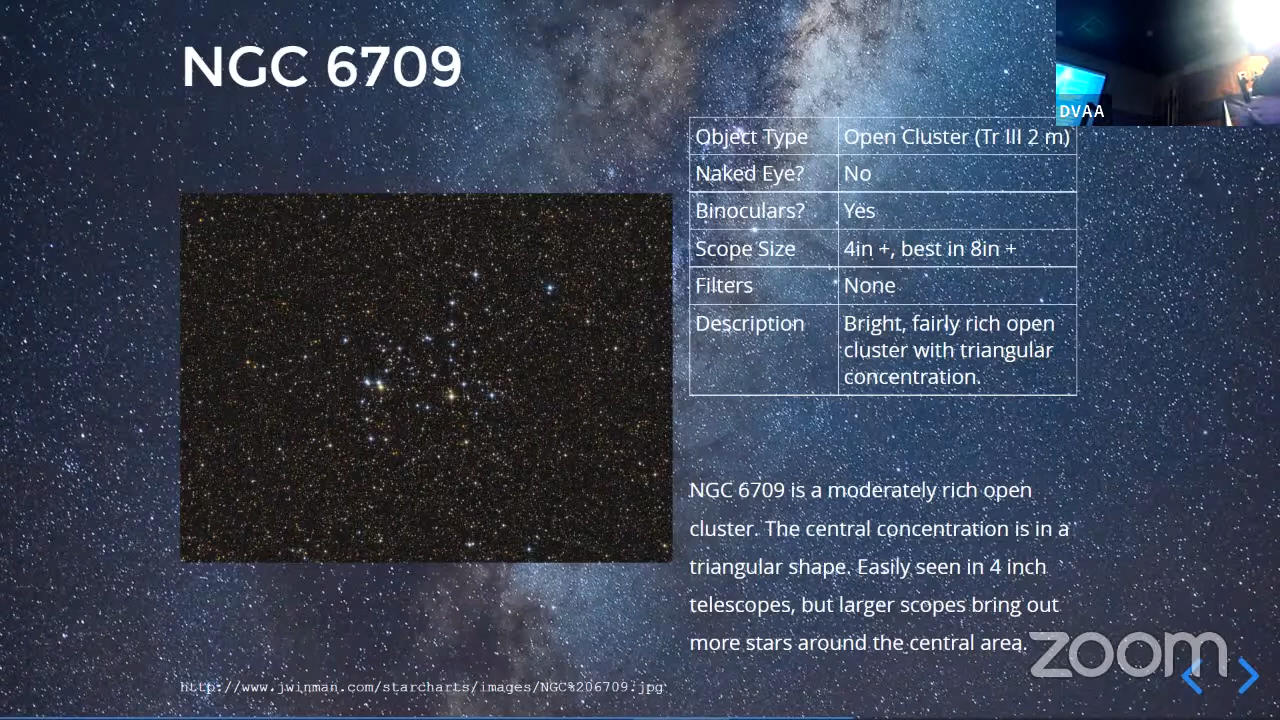 NGC 6709
DVAA
Object Type Open Cluster (Tr III 2 m)
Naked Eye? No
Binoculars? Yes
Scope Size 4in +, best in 8in +
Filters None
Description Bright, fairly rich open
cluster with triangular
concentration.
NGC 6709 is a moderately rich open
cluster. The central concentration is in a
triangular shape. Easily seen in 4 inch
telescopes, but larger scopes bring out
more stars around the central area.
zoom
http://www.jwinman.com/starcharts/images/NGC%206709.jpg